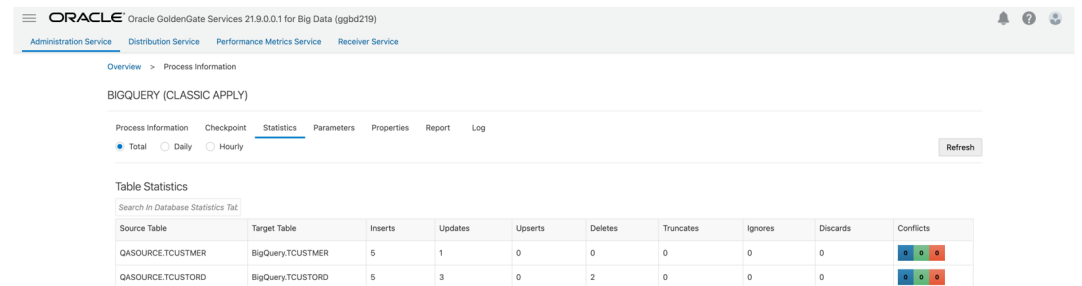 ORACLE Oracle GoldenGate Services 21.9.0.0.1 for Big Data (ggbd219)
Administration Service Distribution Service Performance Metrics Service Receiver Service
Overview > Process Information
BIGQUERY (CLASSIC APPLY)
Process Information Checkpoint Statistics Parameters Properties Report Log
Total Daily Hourly
Refresh
Table Statistics
Search In Database Statistics Tab
Source Table Target Table Inserts Updates Upserts Deletes Truncates Ignores Discards Conflicts
QASOURCE.TCUSTMER BigQuery.TCUSTMER 5 1 0 0 0 0 0 0 0 0
QASOURCE.TCUSTORD BigQuery.TCUSTORD 5 3 0 2 0 0 0 0 0 0